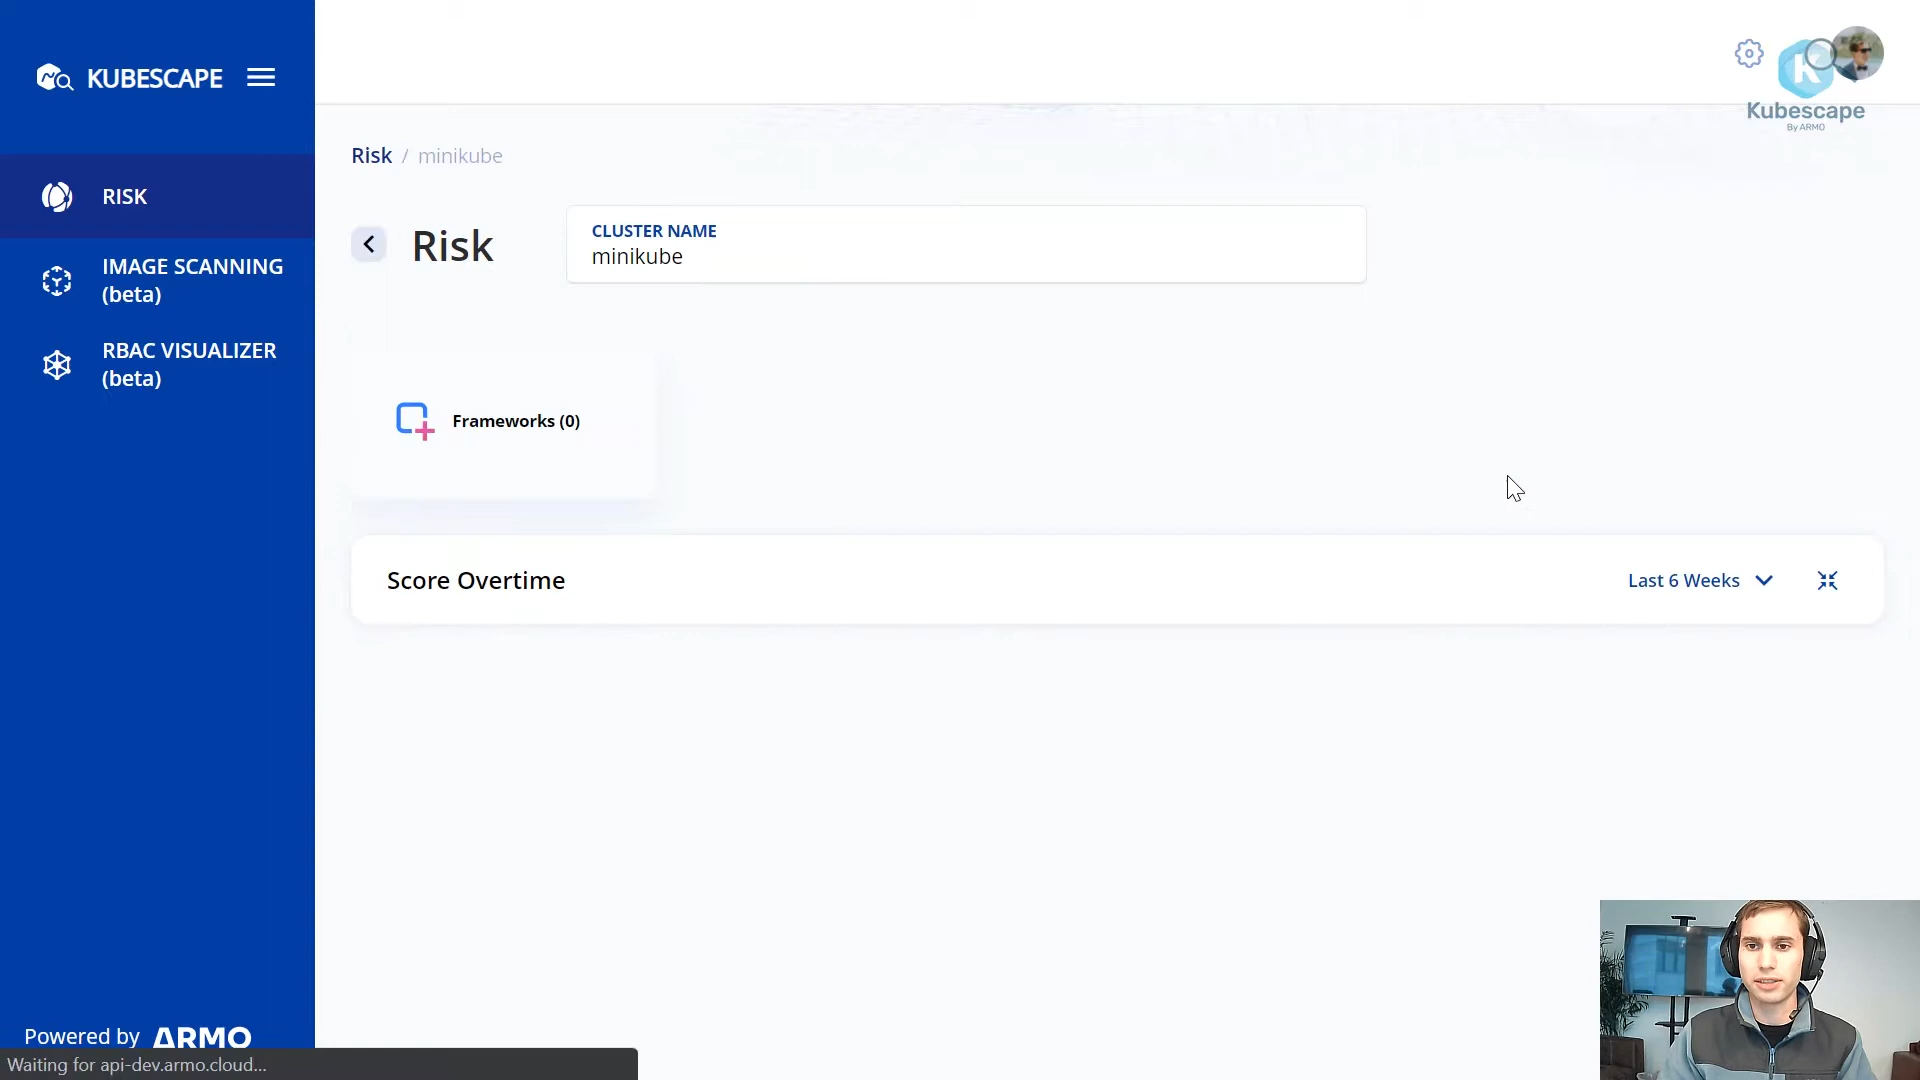 KUBESCAPE
K
Kubescape
By ARMO
Risk / minikube
RISK
Risk
CLUSTER NAME
minikube
IMAGE SCANNING
(beta)
RBAC VISUALIZER
(beta)
Frameworks (0)
Score Overtime
Last 6 Weeks
Powered by ARMO
Waiting for api-dev.armo.cloud...